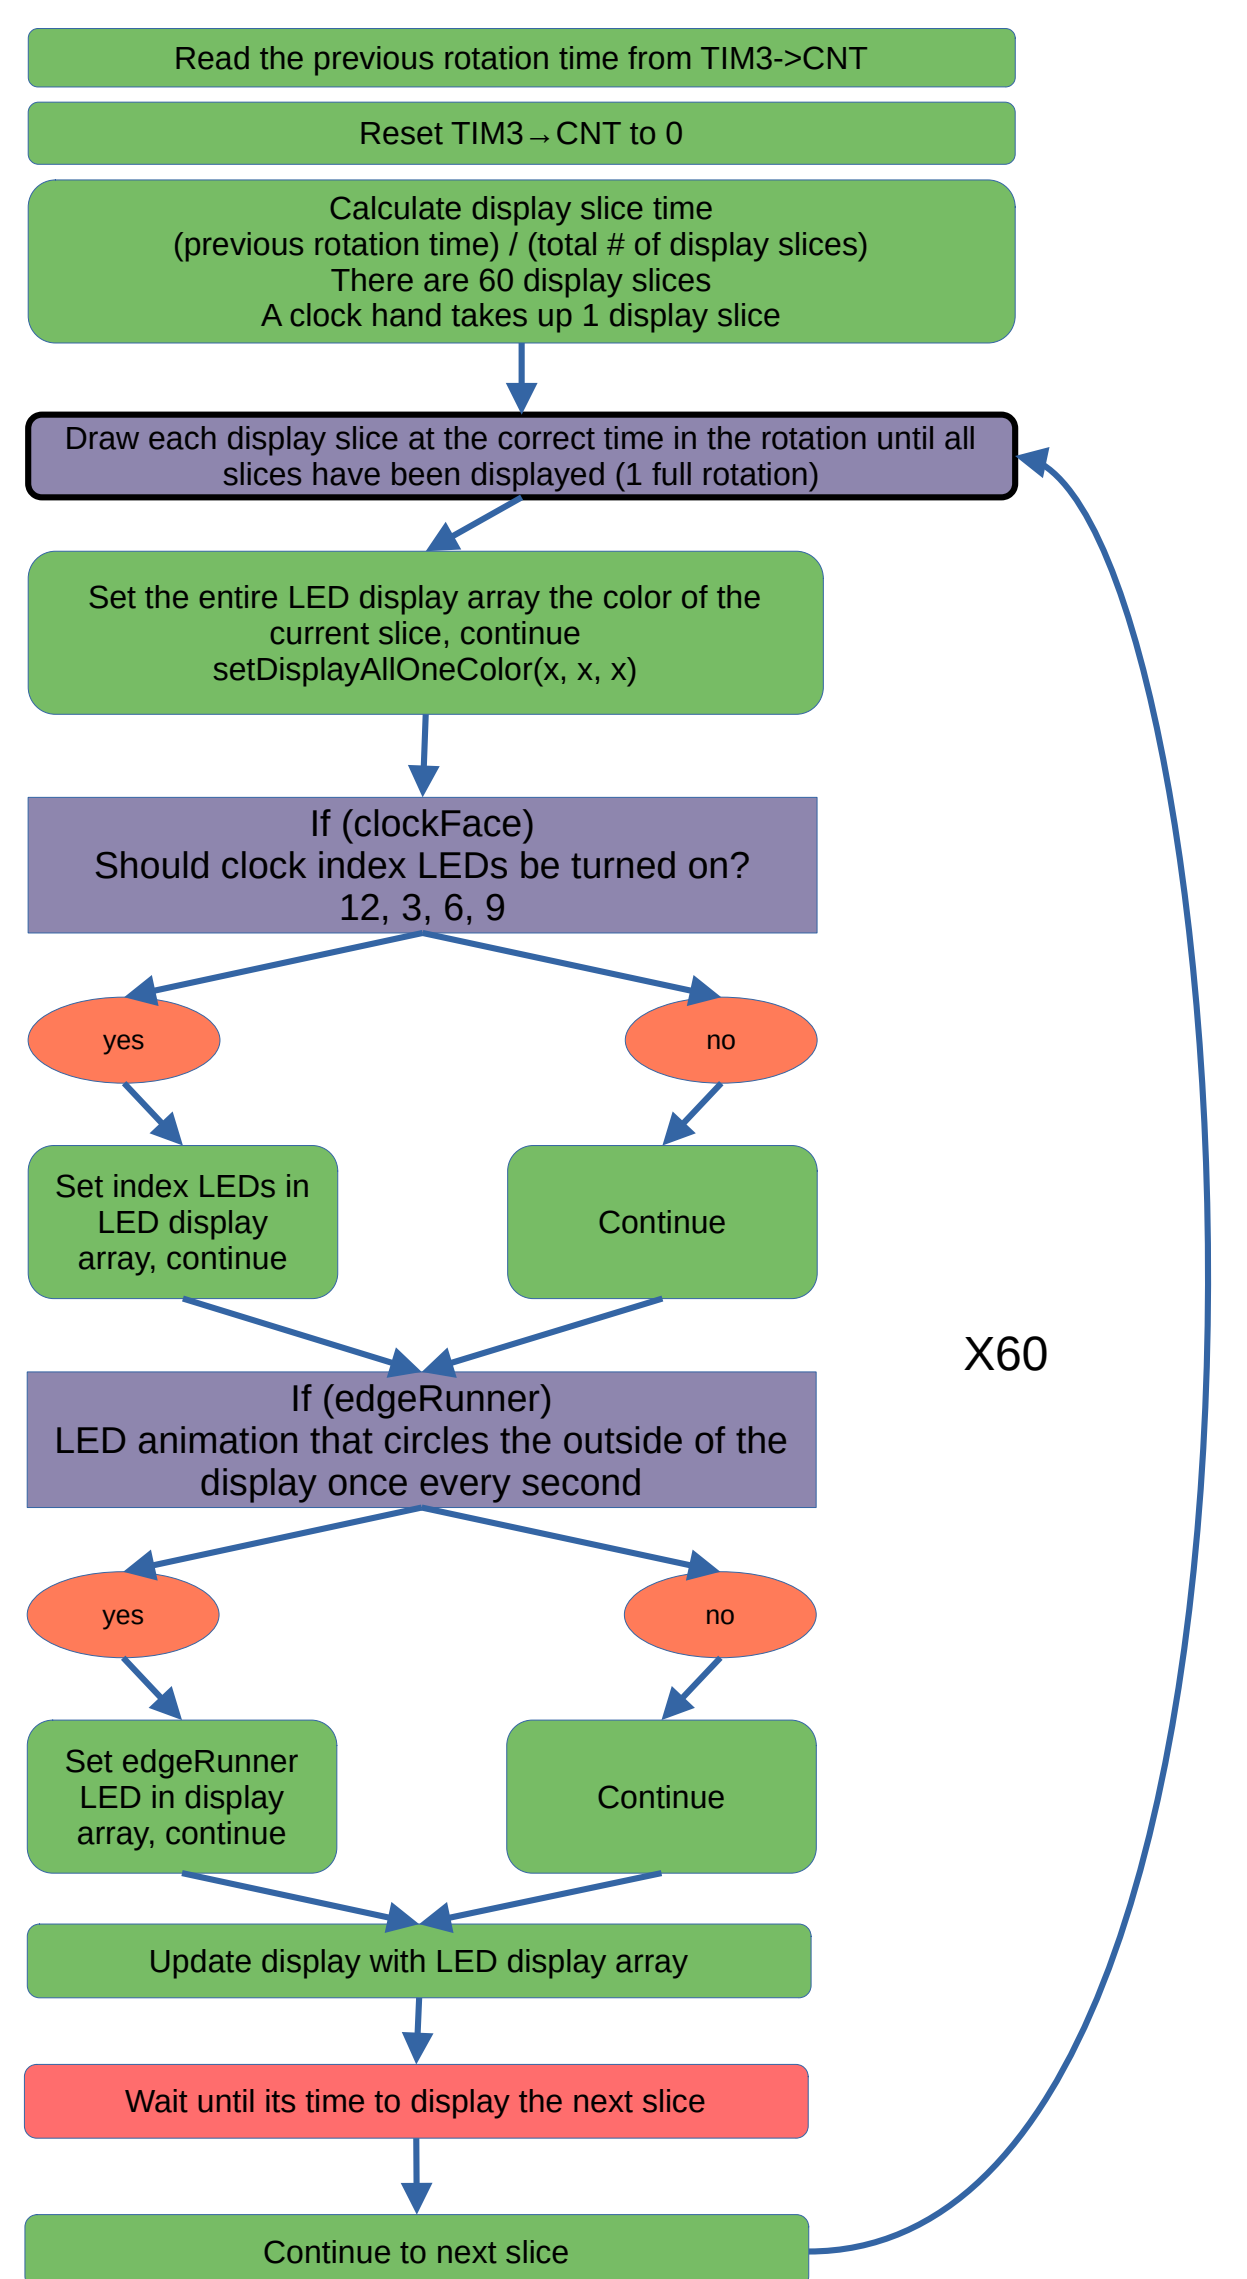 Read the previous rotation time from TIM3->CNT
Reset TIM3→CNT to 0
Calculate display slice time
(previous rotation time) / (total # of display slices)
There are 60 display slices
A clock hand takes up 1 display slice
Draw each display slice at the correct time in the rotation until all
slices have been displayed (1 full rotation)
Set the entire LED display array the color of the
current slice, continue
setDisplayAllOneColor(x, x, x)
If (clockFace)
Should clock index LEDs be turned on?
12, 3, 6, 9
yes
no
Set index LEDs in
LED display
array, continue
Continue
X60
If (edgeRunner)
LED animation that circles the outside of the
display once every second
yes
no
Set edgeRunner
LED in display
array, continue
Continue
Update display with LED display array
Wait until its time to display the next slice
Continue to next slice